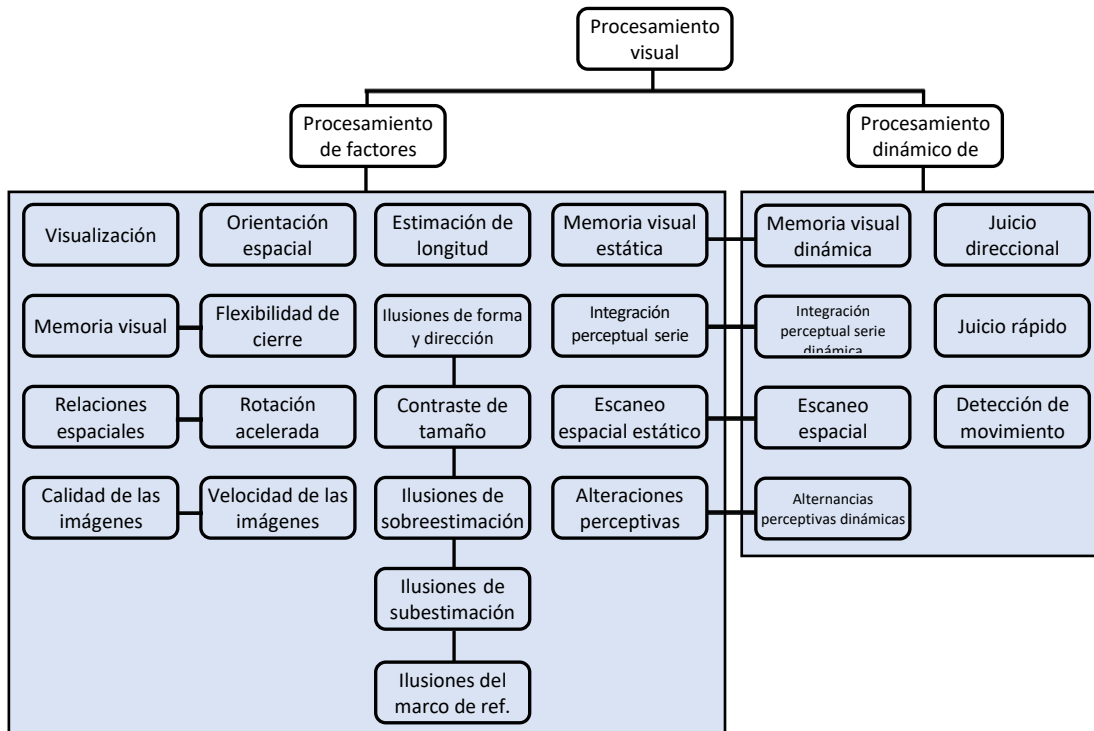 Procesamiento
visual
Procesamiento
de factores
Procesamiento
dinámico de
Visualización
Orientación
espacial
Estimación de
longitud
Memoria visual
estática
Memoria visual
dinámica
Juicio
direccional
Memoria visual
Flexibilidad de
cierre
Ilusiones de forma
y dirección
Integración
perceptual serie
Integración
perceptual serie
dinámica
Juicio rápido
Relaciones
espaciales
Rotación
acelerada
Contraste de
tamaño
Escaneo
espacial estático
Escaneo
espacial
Detección de
movimiento
Calidad de las
imágenes
Velocidad de las
imágenes
Ilusiones de
sobreestimación
Alteraciones
perceptivas
Alternancias
perceptivas dinámicas
Ilusiones de
subestimación
Ilusiones del
marco de ref.